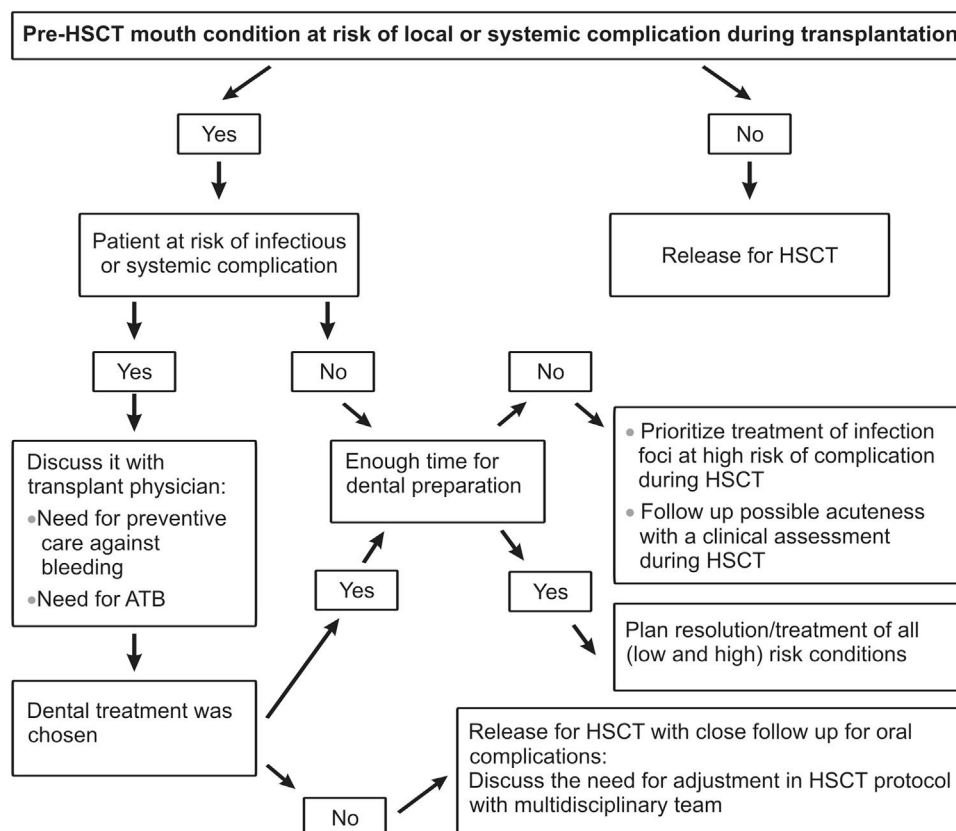 Pre-HSCT mouth condition at risk of local or systemic complication during transplantation
Yes
No
Patient at risk of infectious
or systemic complication
Release for HSCT
Yes
No
No
Discuss it with
transplant physician:
•Need for preventive
care against
bleeding
•Need for ATB
Enough time for
dental preparation
• Prioritize treatment of infection
foci at high risk of complication
during HSCT
• Follow up possible acuteness
with a clinical assessment
during HSCT
Yes
Yes
Plan resolution/treatment of all
(low and high) risk conditions
Dental treatment was
chosen
Release for HSCT with close follow up for oral
complications:
Discuss the need for adjustment in HSCT protocol
with multidisciplinary team
No